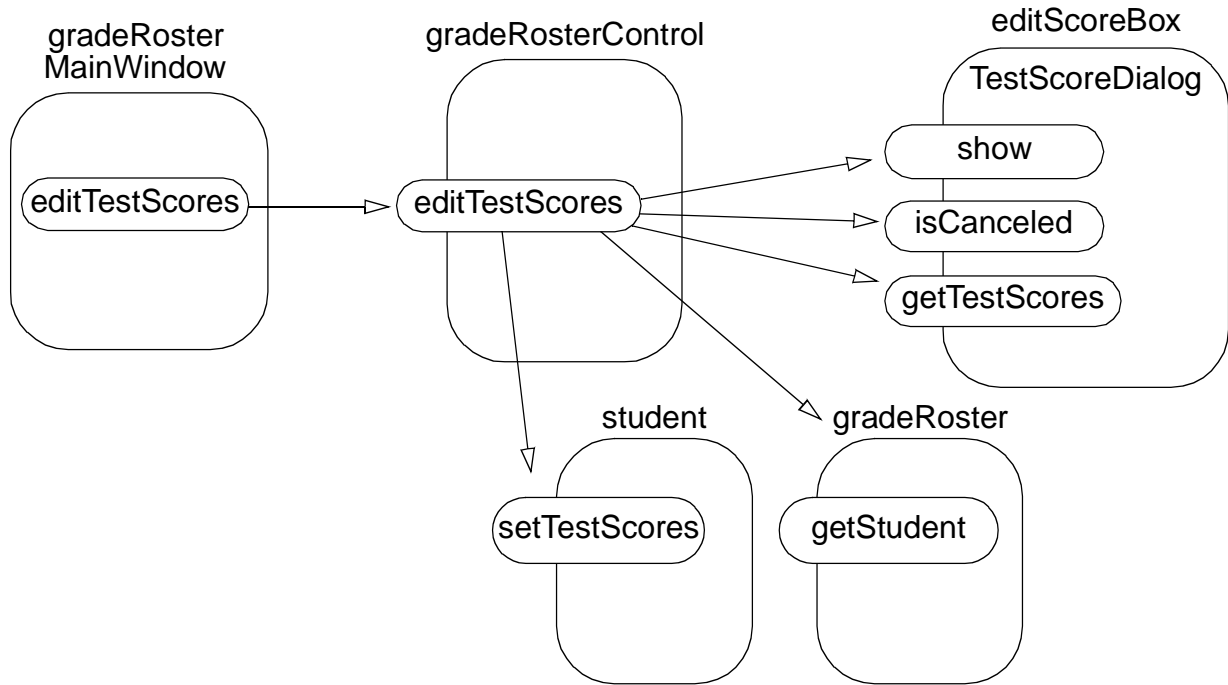 gradeRoster
MainWindow
editTestScores
gradeRosterControl
editTestScores
editScoreBox
TestScoreDialog
show
isCanceled
getTestScores
student
setTestScores
gradeRoster
getStudent